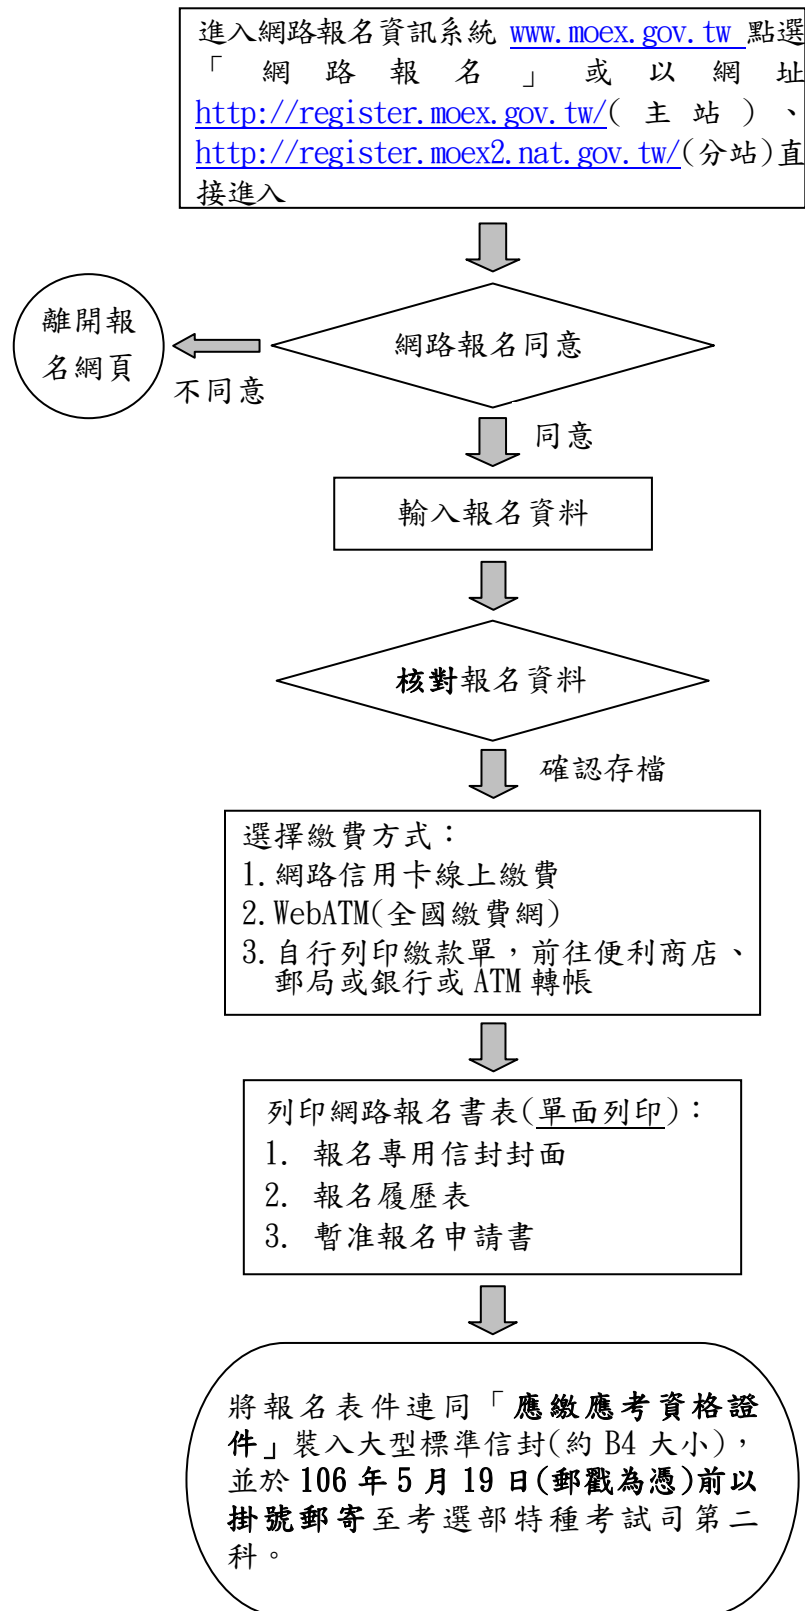 進入網路報名資訊系統 www.moex.gov.tw 點選
「網路報名」或以網址
http://register.moex.gov.tw/(主站)、
http://register.moex2.nat.gov.tw/(分站)直
接進入
離開報
名網頁
網路報名同意
不同意
同意
輸入報名資料
核對報名資料
確認存檔
選擇繳費方式：
1.網路信用卡線上繳費
2.WebATM(全國繳費網)
3.自行列印繳款單，前往便利商店、
郵局或銀行或 ATM 轉帳
列印網路報名書表(單面列印)：
1. 報名專用信封封面
2. 報名履歷表
3. 暫准報名申請書
將報名表件連同「應繳應考資格證
件」裝入大型標準信封(約 B4 大小)，
並於 106 年 5 月 19 日(郵戳為憑)前以
掛號郵寄至考選部特種考試司第二
科。